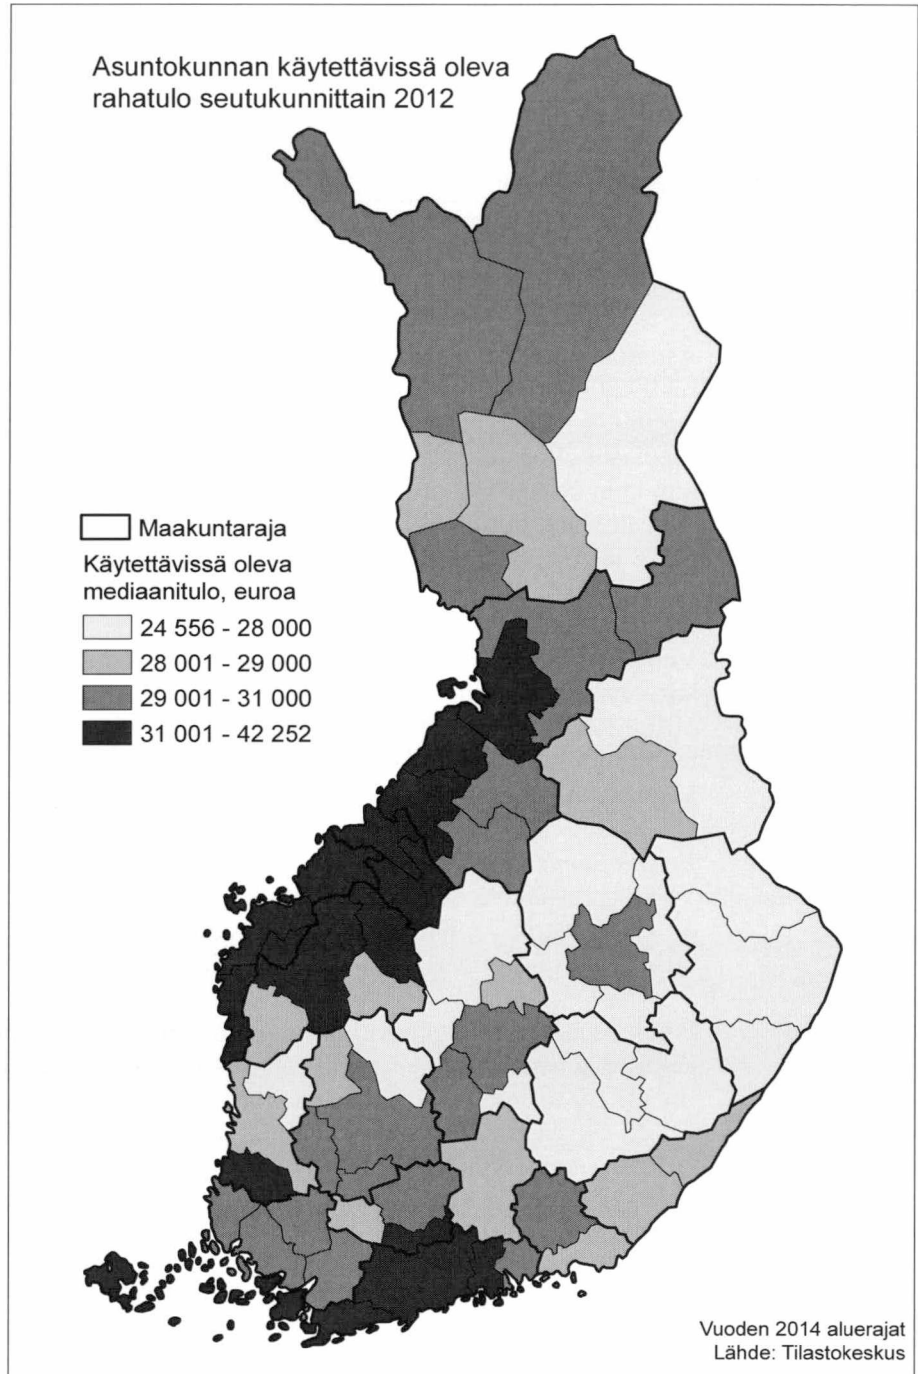 Asuntokunnan käytettävissä oleva
rahatulo seutukunnittain 2012
Maakuntaraja
Käytettävissä oleva
mediaanitulo, euroa
24 556 - 28 000
28 001 - 29 000
29 001 - 31 000
31 001 - 42 252
Vuoden 2014 aluerajat
Lähde: Tilastokeskus